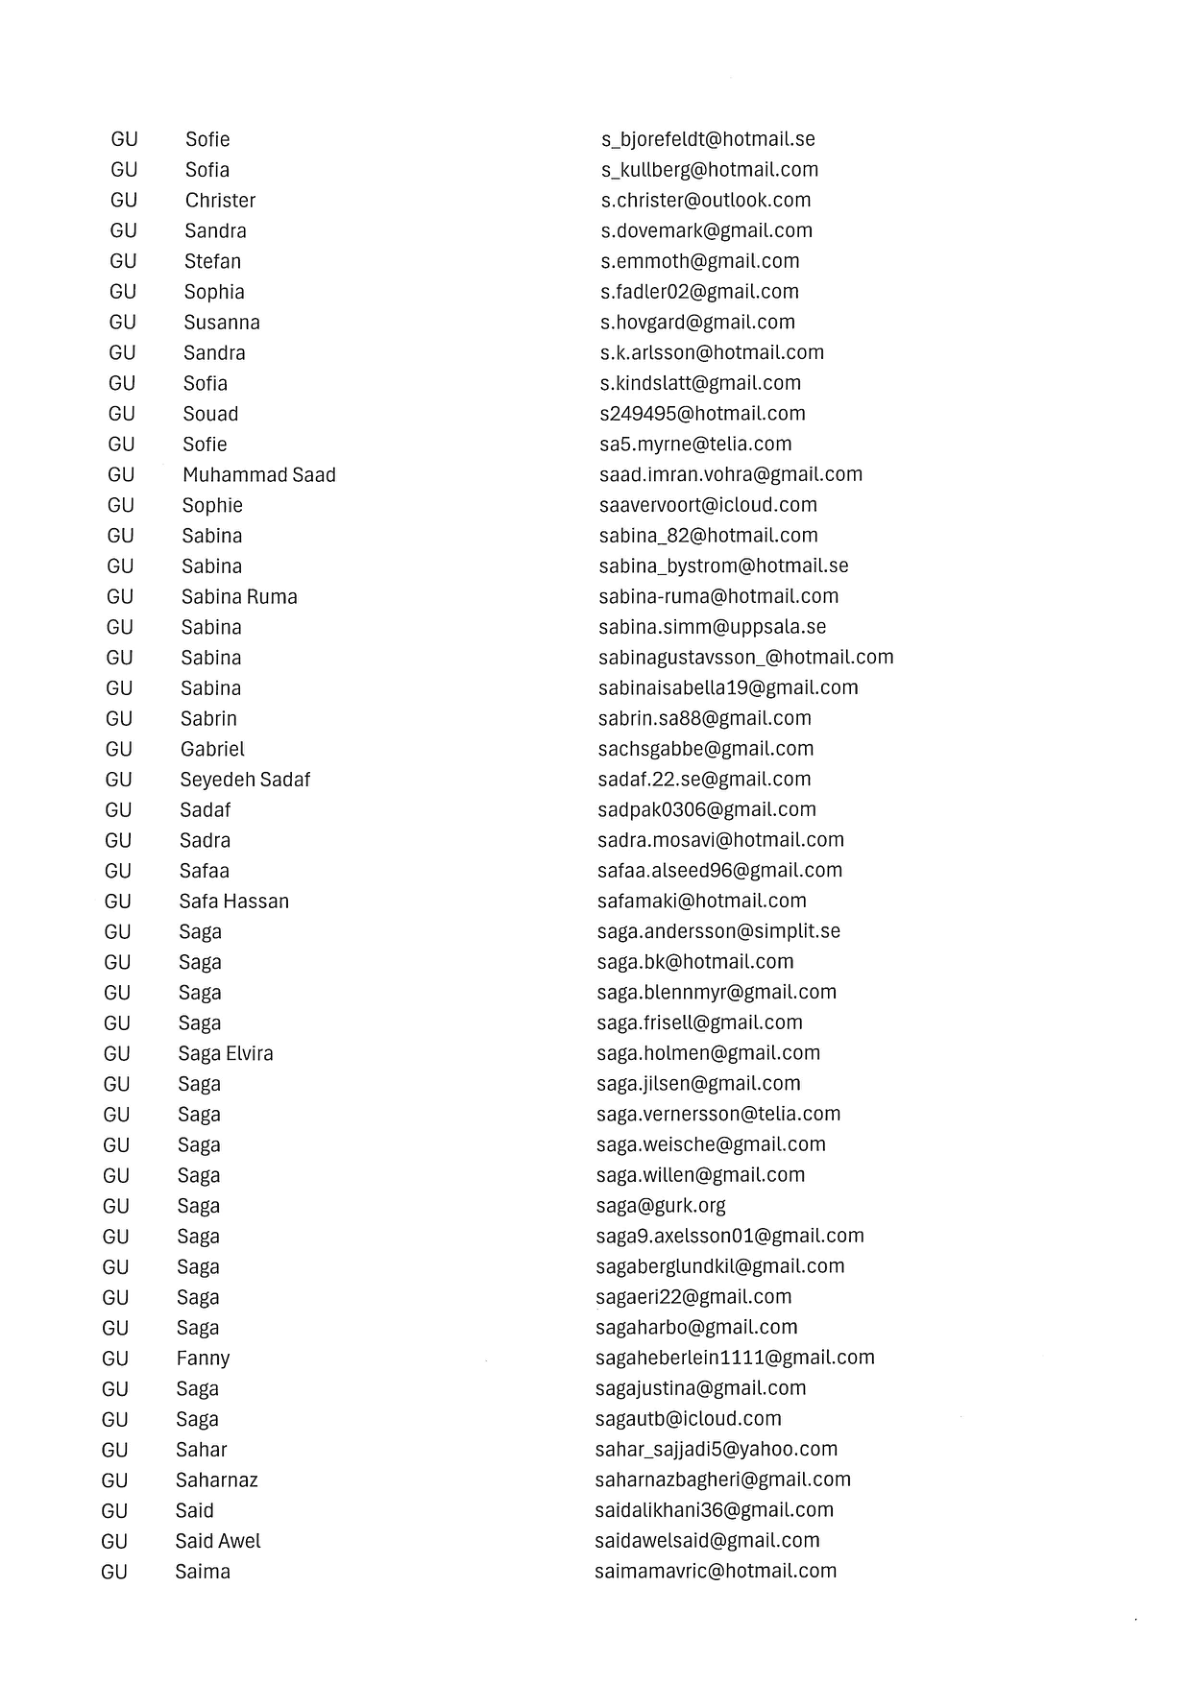 GU Sofie s_bjorefeldt@hotmail.se
GU Sofia s_kullberg@hotmail.com
GU Christer s.christer@outlook.com
GU Sandra s.dovemark@gmail.com
GU Stefan s.emmoth@gmail.com
GU Sophia s.fadler02@gmail.com
GU Susanna s.hovgard@gmail.com
GU Sandra s.k.arlsson@hotmail.com
GU Sofia s.kindslatt@gmail.com
GU Souad s249495@hotmail.com
GU Sofie sa5.myrne@telia.com
GU Muhammad Saad saad.imran.vohra@gmail.com
GU Sophie saavervoort@icloud.com
GU Sabina sabina_82@hotmail.com
GU Sabina sabina_bystrom@hotmail.se
GU Sabina Ruma sabina-ruma@hotmail.com
GU Sabina sabina.simm@uppsala.se
GU Sabina sabinagustavsson_@hotmail.com
GU Sabina sabinaisabella19@gmail.com
GU Sabrin sabrin.sa88@gmail.com
GU Gabriel sachsgabbe@gmail.com
GU Seyedeh Sadaf sadaf.22.se@gmail.com
GU Sadaf sadpak0306@gmail.com
GU Sadra sadra.mosavi@hotmail.com
GU Safaa safaa.alseed96@gmail.com
GU Safa Hassan safamaki@hotmail.com
GU Saga saga.andersson@simplit.se
GU Saga saga.bk@hotmail.com
GU Saga saga.blennmyr@gmail.com
GU Saga saga.frisell@gmail.com
GU Saga Elvira saga.holmen@gmail.com
GU Saga saga.jilsen@gmail.com
GU Saga saga.vernersson@telia.com
GU Saga saga.weische@gmail.com
GU Saga saga.willen@gmail.com
GU Saga saga@gurk.org
GU Saga saga9.axelsson01@gmail.com
GU Saga sagaberglundkil@gmail.com
GU Saga sagaeri22@gmail.com
GU Saga sagaharbo@gmail.com
GU Fanny sagaheberlein1111@gmail.com
GU Saga sagajustina@gmail.com
GU Saga sagautb@icloud.com
GU Sahar sahar_sajjadi5@yahoo.com
GU Saharnaz saharnazbagheri@gmail.com
GU Said saidalikhani36@gmail.com
GU Said Awel saidawelsaid@gmail.com
GU Saima saimamavric@hotmail.com